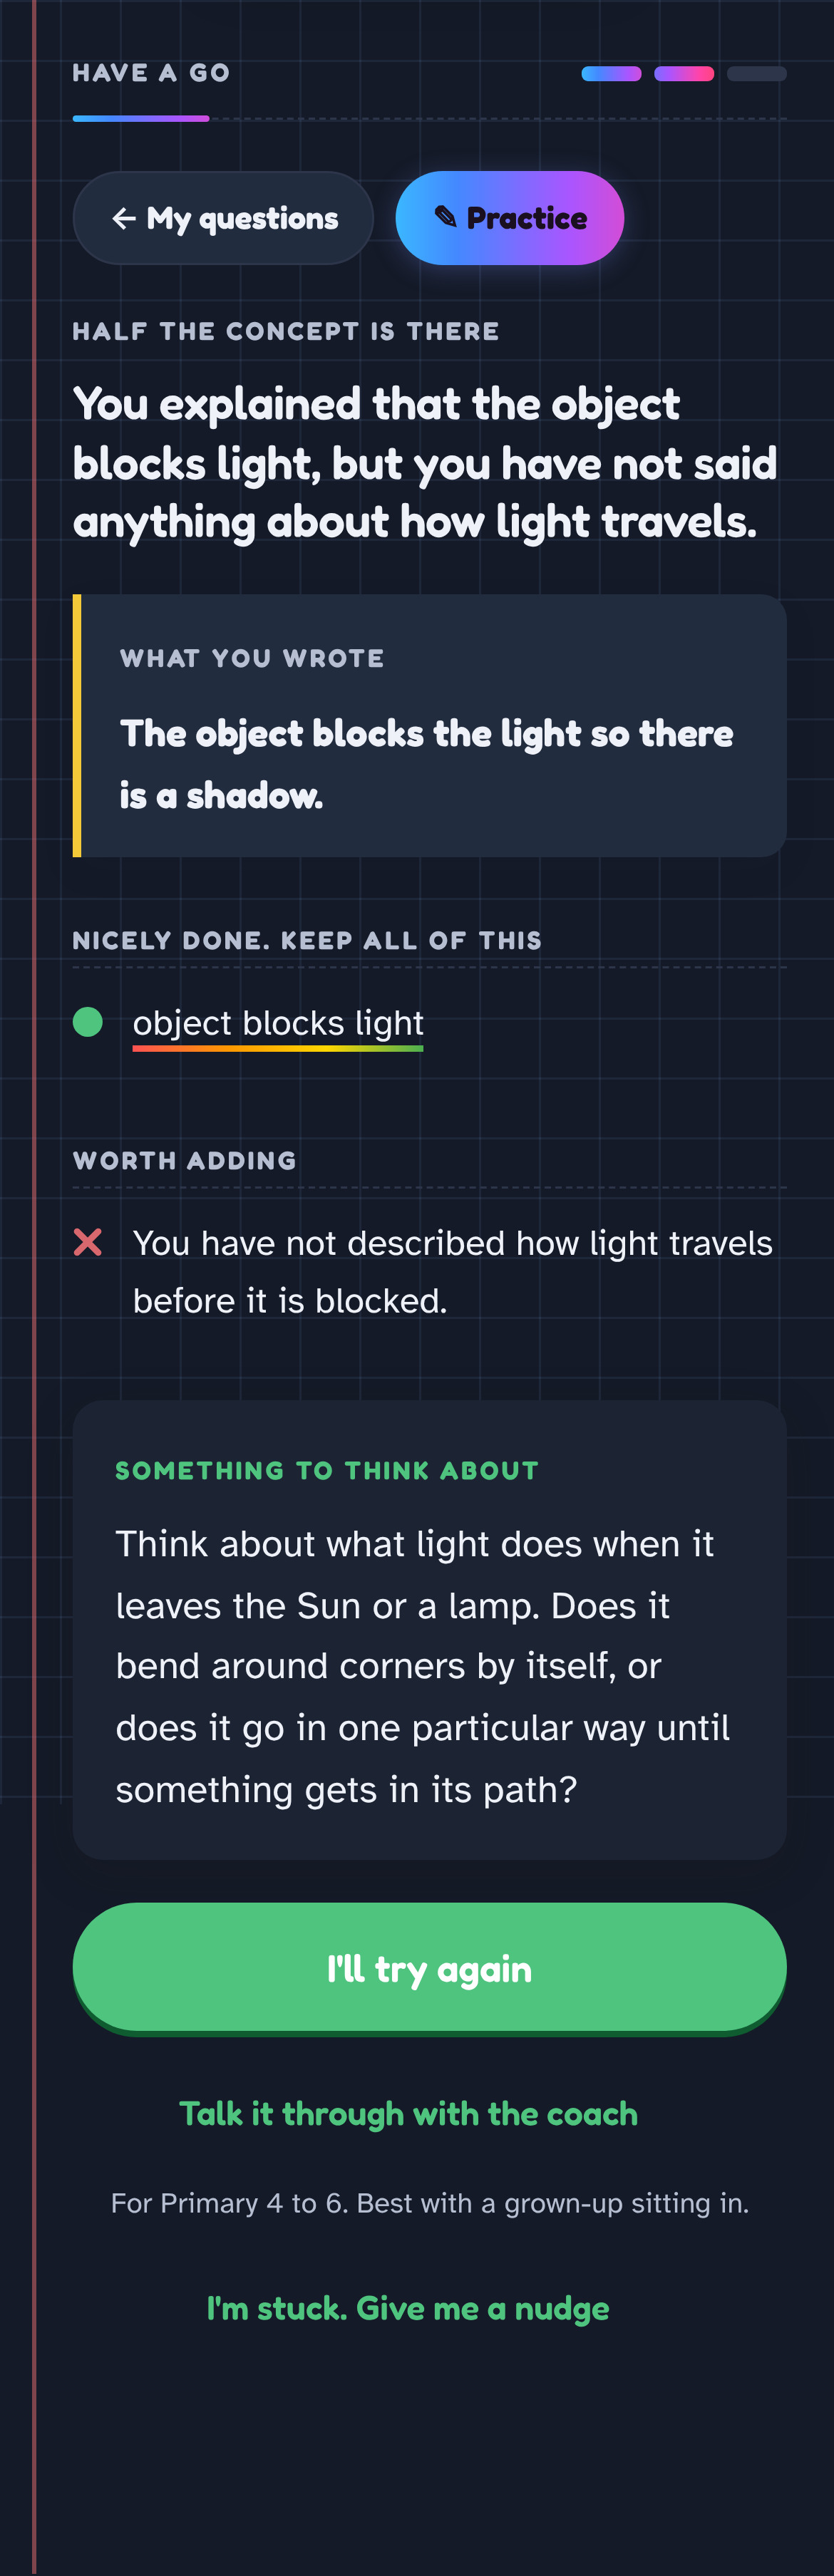 HAVE A GO
← My questions
✎ Practice
HALF THE CONCEPT IS THERE
You explained that the object
blocks light, but you have not said
anything about how light travels.
WHAT YOU WROTE
The object blocks the light so there
is a shadow.
NICELY DONE. KEEP ALL OF THIS
object blocks light
WORTH ADDING
You have not described how light travels
before it is blocked.
SOMETHING TO THINK ABOUT
Think about what light does when it
leaves the Sun or a lamp. Does it
bend around corners by itself, or
does it go in one particular way until
something gets in its path?
I'll try again
Talk it through with the coach
For Primary 4 to 6. Best with a grown-up sitting in.
I'm stuck. Give me a nudge